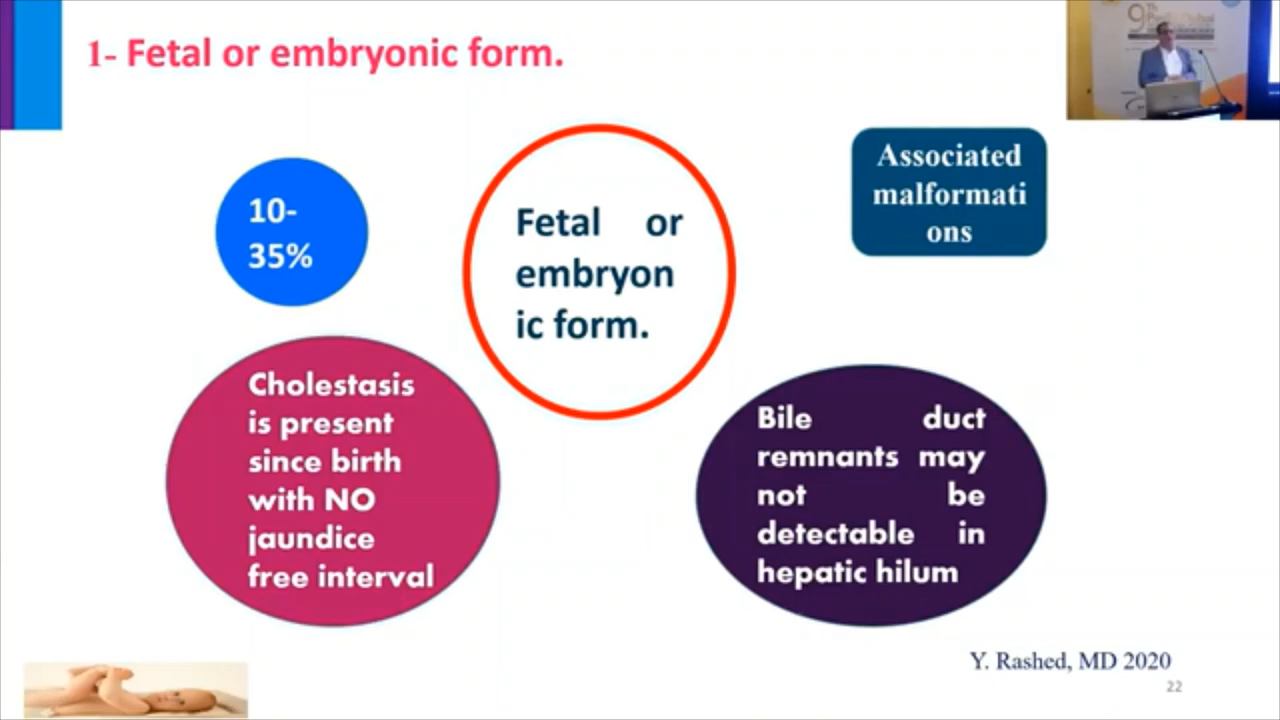 1- Fetal or embryonic form.
10-
35%
Fetal or
embryon
ic form.
Associated
malformati
ons
Cholestasis
is present
since birth
with NO
jaundice
free interval
Bile duct
remnants may
not be
detectable in
hepatic hilum
Y. Rashed, MD 2020
22